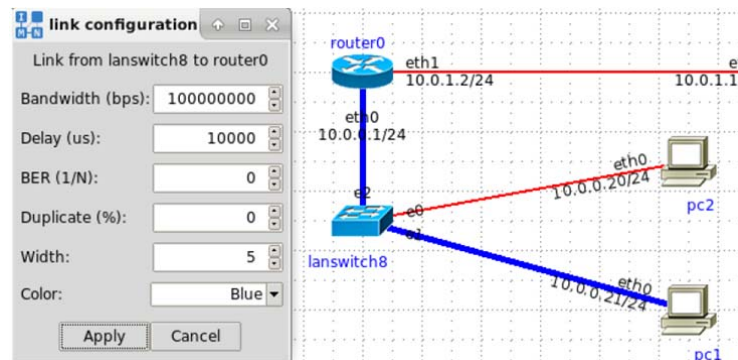 link configuration
Link from lanswitch8 to router0
Bandwidth (bps): 100000000
Delay (us): 10000
BER (1/N): 0
Duplicate (%): 0
Width: 5
Color: Blue
Apply Cancel
router0
eth1
10.0.1.2/24
10.0.1.1
eth0
10.0.0.1/24
e2
e0
e1
lanswitch8
eth0
10.0.0.20/24
pc2
eth0
10.0.0.21/24
pc1